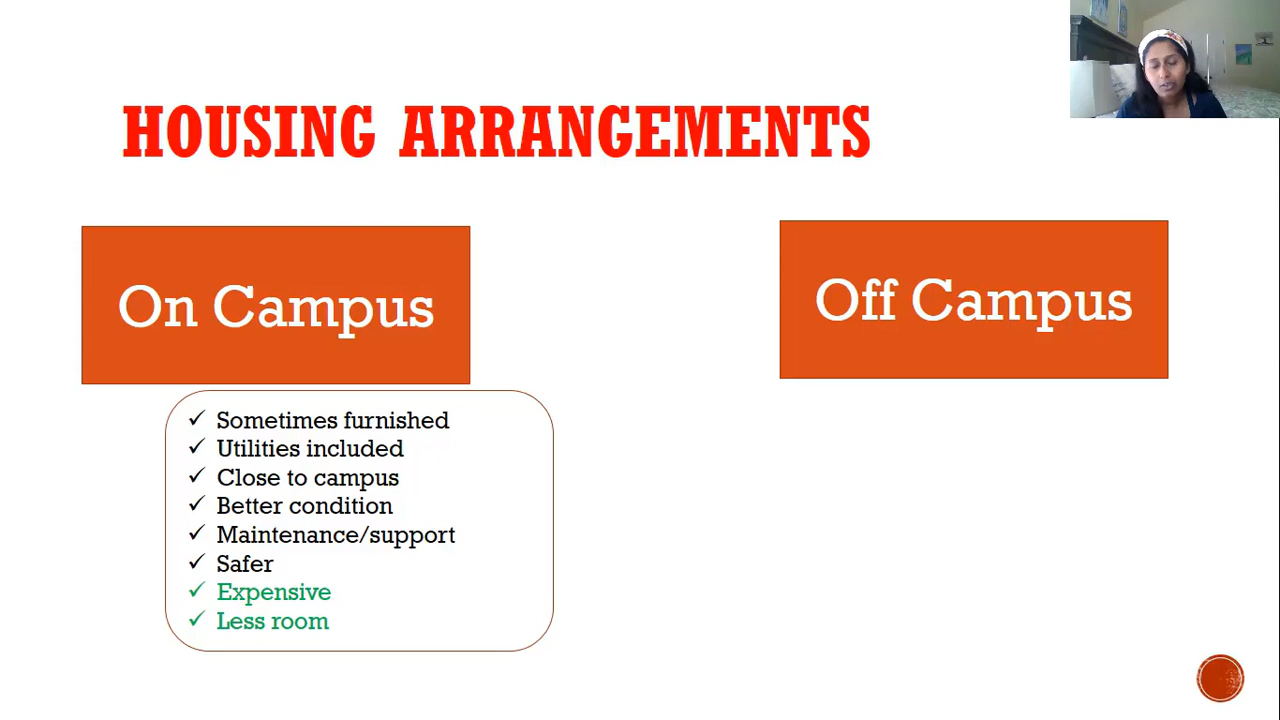 HOUSING ARRANGEMENTS
On Campus
Off Campus
✓ Sometimes furnished
✓ Utilities included
✓ Close to campus
✓ Better condition
✓ Maintenance/support
✓ Safer
✓ Expensive
✓ Less room